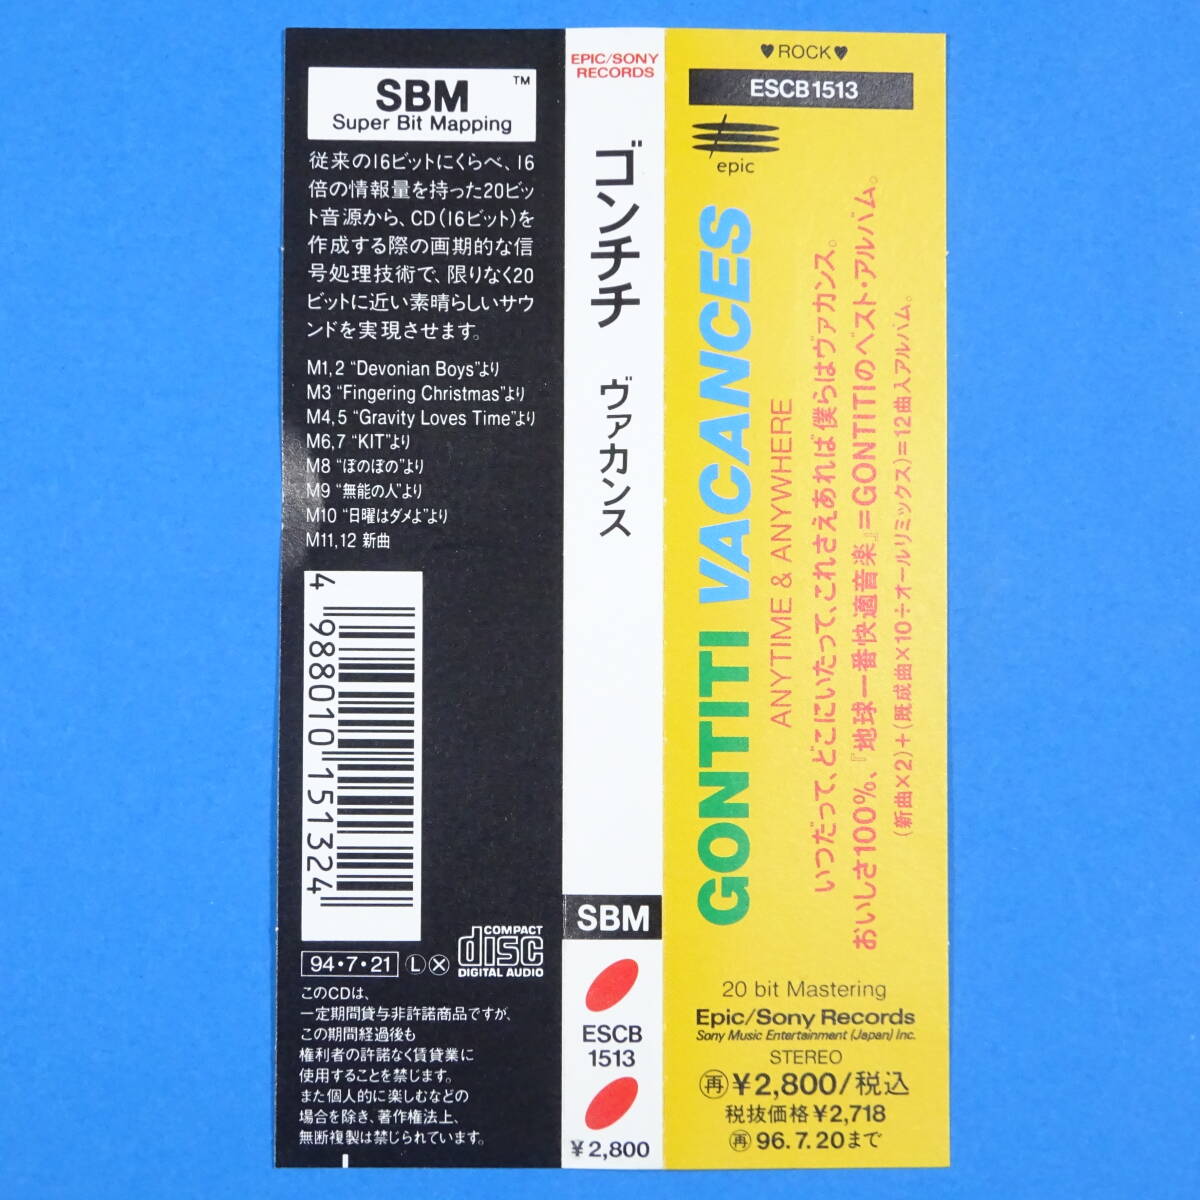 SBM
TM
Super Bit Mapping
従来の16ビットにくらべ、16
倍の情報量を持った20ビッ
ト音源から、CD(16ビット)を
作成する際の画期的な信
号処理技術で、限りなく20
ビットに近い素晴らしいサウ
ンドを実現させます。
M1,2 “Devonian Boys”より
M3 “Fingering Christmas”より
M4,5 “Gravity Loves Time”より
M6,7 “KIT”より
M8 “ぼのぼの”より
M9 “無能の人”より
M10 “日曜はダメよ”より
M11,12 新曲
4 988010 151324
94・7・21 Ⓛ Ⓧ
COMPACT
disc
DIGITAL AUDIO
このCDは、
一定期間貸与非許諾商品ですが、
この期間経過後も
権利者の許諾なく賃貸業に
使用することを禁じます。
また個人的に楽しむなどの
場合を除き、著作権法上、
無断複製は禁じられています。
EPIC/SONY
RECORDS
ゴンチチ ヴァカンス
SBM
ESCB
1513
¥2,800
♥ROCK♥
ESCB1513
epic
GONTITI VACANCES
ANYTIME & ANYWHERE
いつだって、どこにいたって、これさえあれば僕らはヴァカンス。
おいしさ100%、『地球一番快適音楽』=GONTITIのベスト・アルバム。
(新曲×2)+(既成曲×10÷オールリミックス)=12曲入アルバム。
20 bit Mastering
Epic/Sony Records
Sony Music Entertainment (Japan) Inc.
STEREO
㊢¥2,800/税込
税抜価格¥2,718
再96.7.20まで